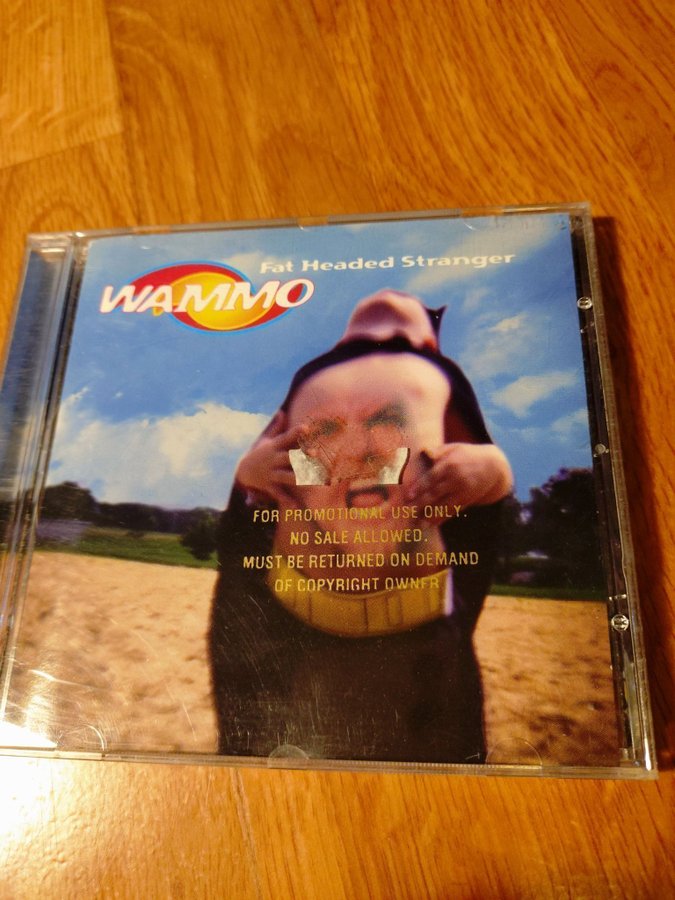 Fat Headed Stranger
WAMMO
FOR PROMOTIONAL USE ONLY.
NO SALE ALLOWED.
MUST BE RETURNED ON DEMAND
OF COPYRIGHT OWNER